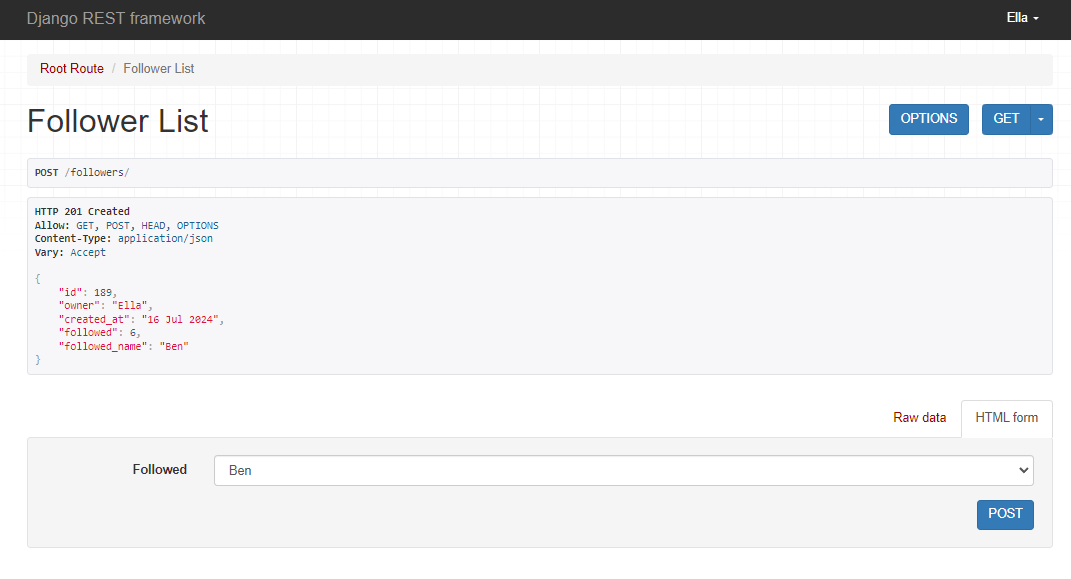 Django REST framework
Ella
Root Route / Follower List
Follower List
OPTIONS
GET
POST /followers/
HTTP 201 Created
Allow: GET, POST, HEAD, OPTIONS
Content-Type: application/json
Vary: Accept
{
    "id": 189,
    "owner": "Ella",
    "created_at": "16 Jul 2024",
    "followed": 6,
    "followed_name": "Ben"
}
Raw data
HTML form
Followed
Ben
POST